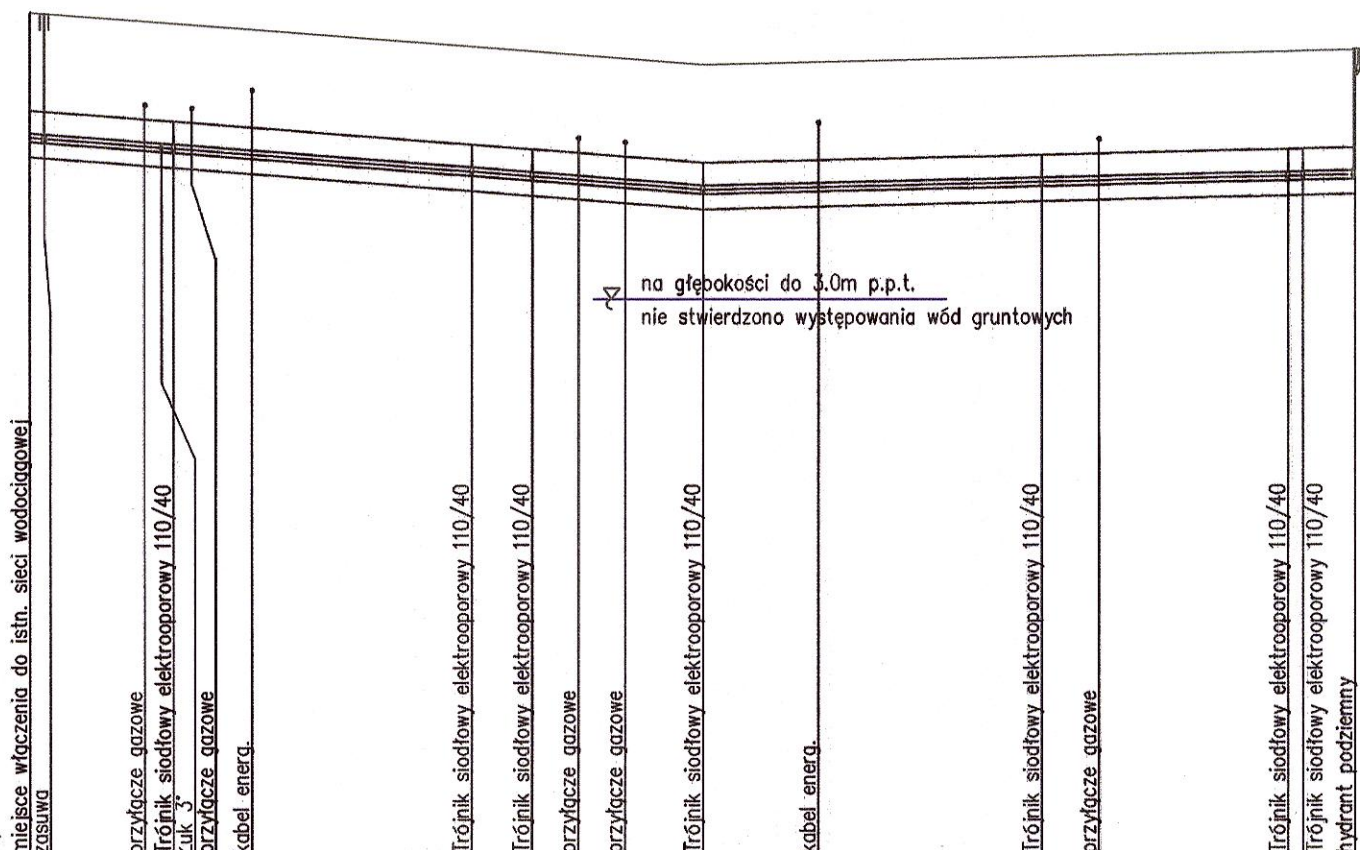 na głębokości do 3.0m p.p.t.
nie stwierdzono występowania wód gruntowych
miejsce włączenia do istn. sieci wodociągowej
zasuwa
przyłącze gazowe
Trójnik siodłowy elektrooporowy 110/40
Łuk 3°
przyłącze gazowe
kabel energ.
Trójnik siodłowy elektrooporowy 110/40
Trójnik siodłowy elektrooporowy 110/40
przyłącze gazowe
przyłącze gazowe
Trójnik siodłowy elektrooporowy 110/40
kabel energ.
Trójnik siodłowy elektrooporowy 110/40
przyłącze gazowe
Trójnik siodłowy elektrooporowy 110/40
Trójnik siodłowy elektrooporowy 110/40
hydrant podziemny